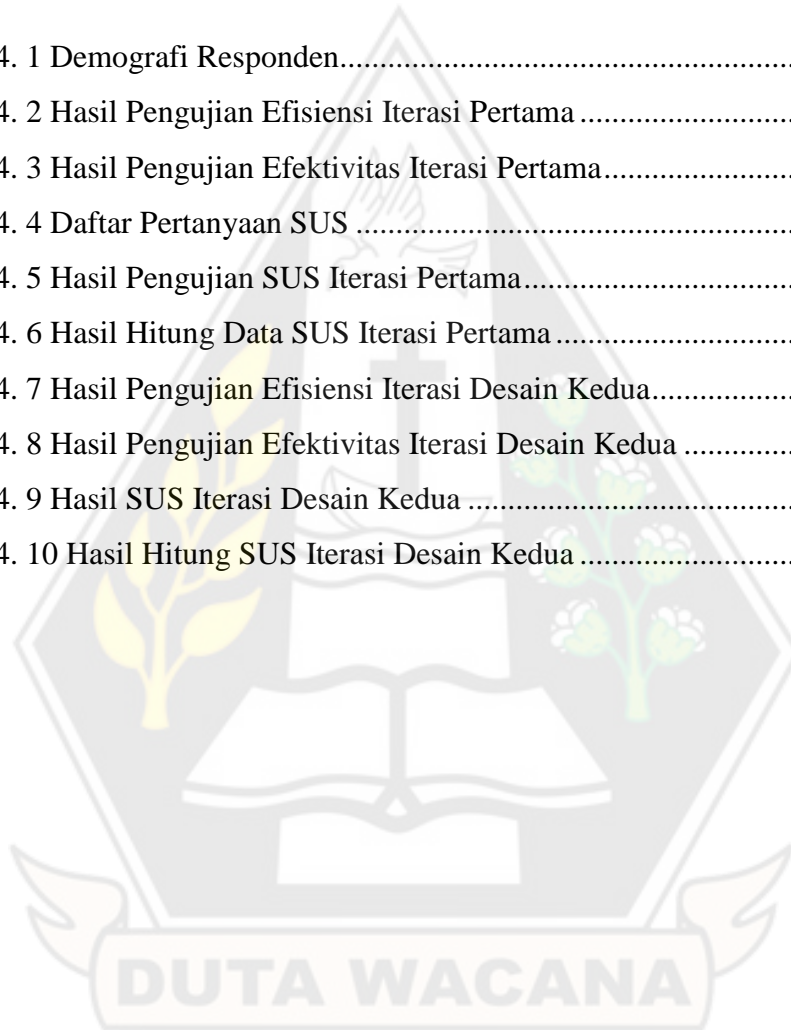 4. 1 Demografi Responden.....................................................
4. 2 Hasil Pengujian Efisiensi Iterasi Pertama .........................
4. 3 Hasil Pengujian Efektivitas Iterasi Pertama......................
4. 4 Daftar Pertanyaan SUS .....................................................
4. 5 Hasil Pengujian SUS Iterasi Pertama................................
4. 6 Hasil Hitung Data SUS Iterasi Pertama ............................
4. 7 Hasil Pengujian Efisiensi Iterasi Desain Kedua.................
4. 8 Hasil Pengujian Efektivitas Iterasi Desain Kedua .............
4. 9 Hasil SUS Iterasi Desain Kedua .......................................
4. 10 Hasil Hitung SUS Iterasi Desain Kedua .........................
DUTA WACANA